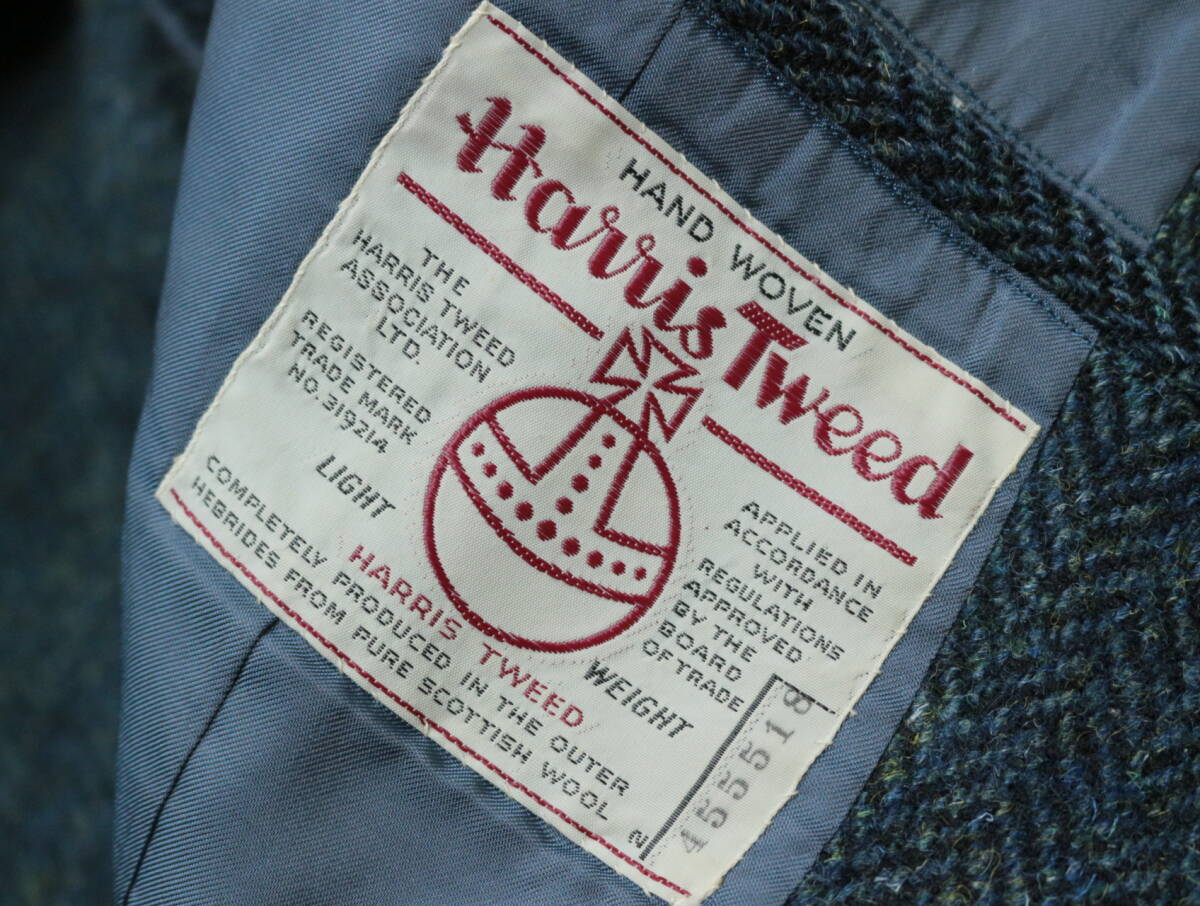 HAND WOVEN
Harris Tweed
THE
HARRIS TWEED
ASSOCIATION
LTD.
REGISTERED
TRADE MARK
NO.319214
APPLIED IN
ACCORDANCE
WITH
REGULATIONS
APPROVED
BY THE
BOARD
OF TRADE
LIGHT
WEIGHT
HARRIS TWEED
COMPLETELY PRODUCED IN THE OUTER
HEBRIDES FROM PURE SCOTTISH WOOL
N
455518